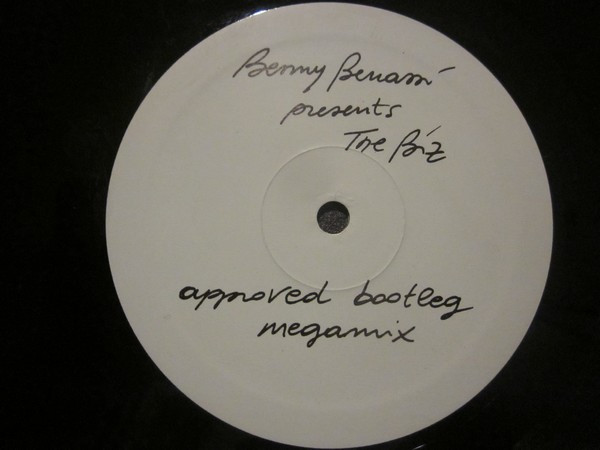 Benny Benassi
presents
The Biz
approved bootleg
megamix